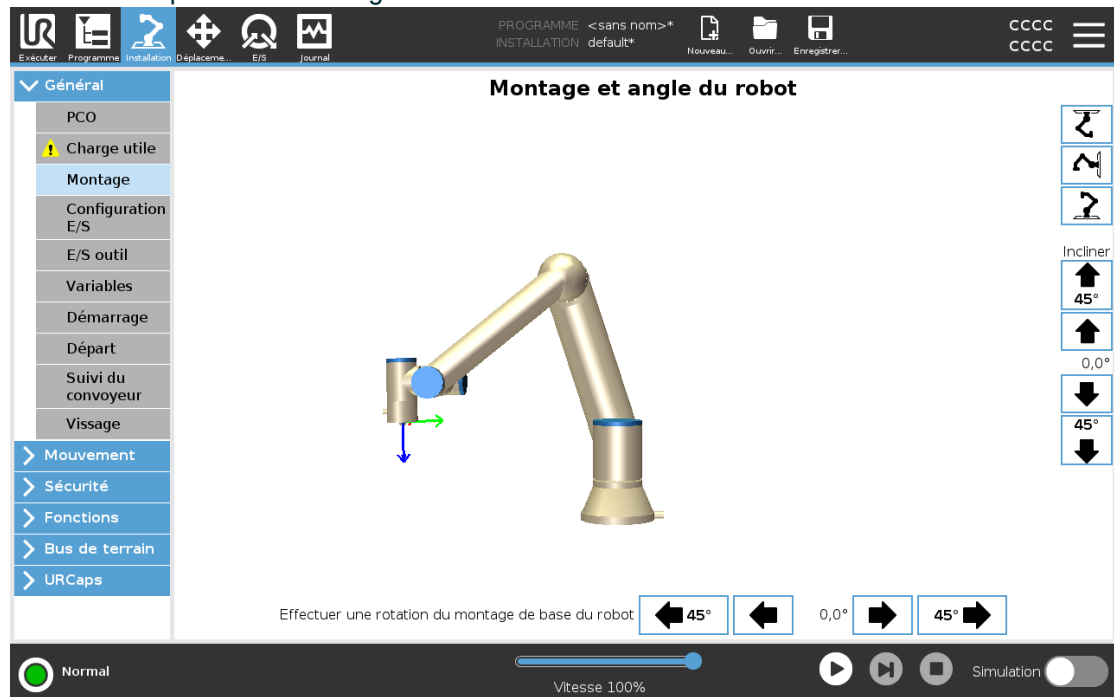 PROGRAMME <sans nom>*
INSTALLATION default*
Exécuter Programme Installation Déplaceme... E/S Journal
Nouveau... Ouvrir... Enregistrer...
CCCC
CCCC
Général
PCO
Charge utile
Montage
Configuration
E/S
E/S outil
Variables
Démarrage
Départ
Suivi du
convoyeur
Vissage
Mouvement
Sécurité
Fonctions
Bus de terrain
URCaps
Montage et angle du robot
Incliner
45°
0,0°
45°
Effectuer une rotation du montage de base du robot 45° 0,0° 45°
Normal
Vitesse 100%
Simulation